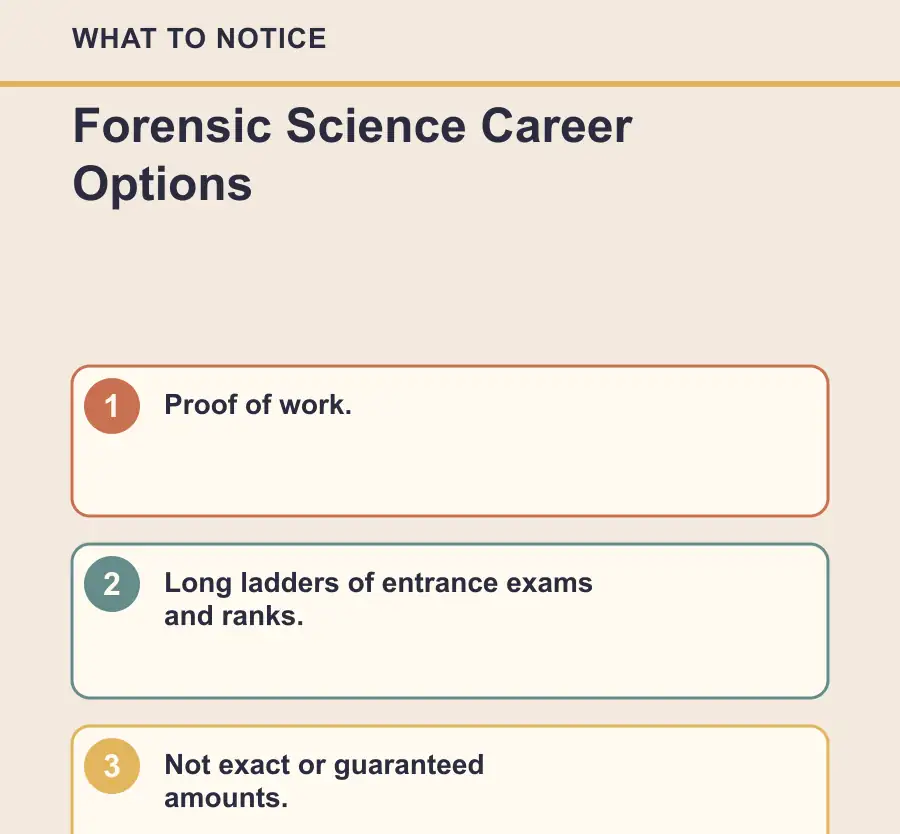 WHAT TO NOTICE
Forensic Science Career
Options
1
Proof of work.
2
Long ladders of entrance exams
and ranks.
3
Not exact or guaranteed
amounts.